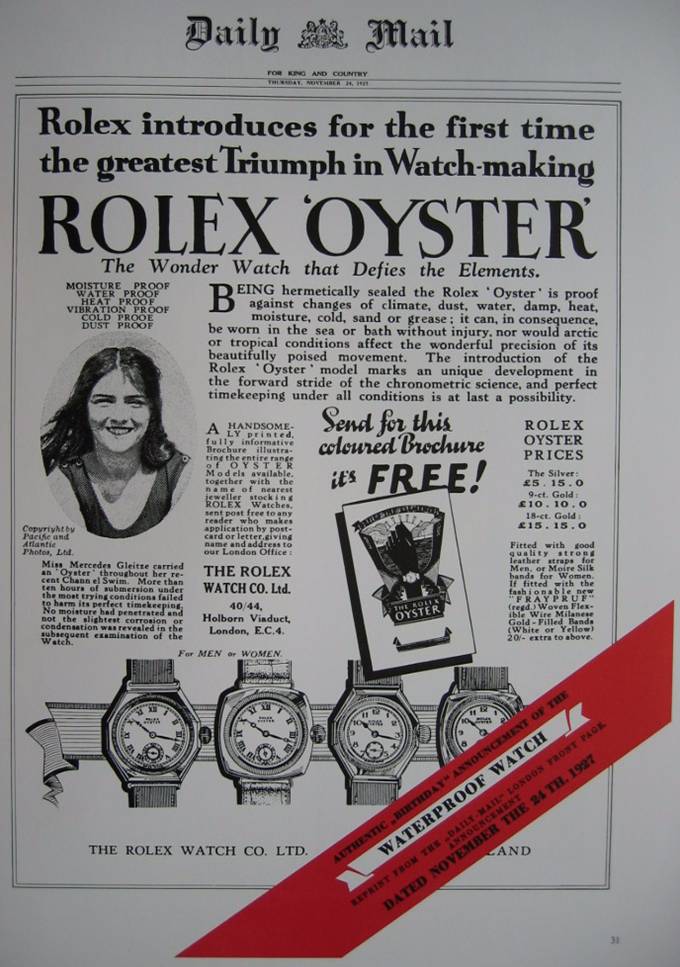 Daily Mail
FOR KING AND COUNTRY
THURSDAY, NOVEMBER 24, 1927
Rolex introduces for the first time
the greatest Triumph in Watch-making
ROLEX 'OYSTER'
The Wonder Watch that Defies the Elements.
MOISTURE PROOF
WATER PROOF
HEAT PROOF
VIBRATION PROOF
COLD PROOF
DUST PROOF
BEING hermetically sealed the Rolex 'Oyster' is proof
against changes of climate, dust, water, damp, heat,
moisture, cold, sand or grease; it can, in consequence,
be worn in the sea or bath without injury, nor would arctic
or tropical conditions affect the wonderful precision of its
beautifully poised movement. The introduction of the
Rolex 'Oyster' model marks an unique development in
the forward stride of the chronometric science, and perfect
timekeeping under all conditions is at last a possibility.
Copyright by
Pacific and
Atlantic
Photos, Ltd.
Miss Mercedes Gleitze carried
an 'Oyster' throughout her re-
cent Channel Swim. More than
ten hours of submersion under
the most trying conditions failed
to harm its perfect timekeeping.
No moisture had penetrated and
not the slightest corrosion or
condensation was revealed in the
subsequent examination of the
Watch.
A HANDSOME-
LY printed,
fully informative
Brochure illustra-
ting the entire range
of OYSTER
Models available,
together with the
name of nearest
jeweller stocking
ROLEX Watches,
sent post free to any
reader who makes
application by post-
card or letter, giving
name and address to
our London Office:
THE ROLEX
WATCH CO. Ltd.
40/44,
Holborn Viaduct,
London, E.C.4.
For MEN or WOMEN.
Send for this
coloured Brochure
it's FREE!
THE ROLEX
OYSTER
ROLEX
OYSTER
PRICES
The Silver:
£5.15.0
9-ct. Gold:
£10.10.0
18-ct. Gold:
£15.15.0
Fitted with good
quality strong
leather straps for
Men, or Moire Silk
bands for Women.
If fitted with the
fashionable new
"FRAYPRUF"
(regd.) Woven Flex-
ible Wire Milanese
Gold-Filled Bands
(White or Yellow)
20/- extra to above.
ROLEX
OYSTER
ROLEX
OYSTER
ROLEX
OYSTER
ROLEX
OYSTER
THE ROLEX WATCH CO. LTD.
LAND
AUTHENTIC „BIRTHDAY" ANNOUNCEMENT OF THE
WATERPROOF WATCH
REPRINT FROM THE „DAILY MAIL" LONDON FRONT PAGE
ANNOUNCEMENT
DATED NOVEMBER THE 24 TH. 1927
31